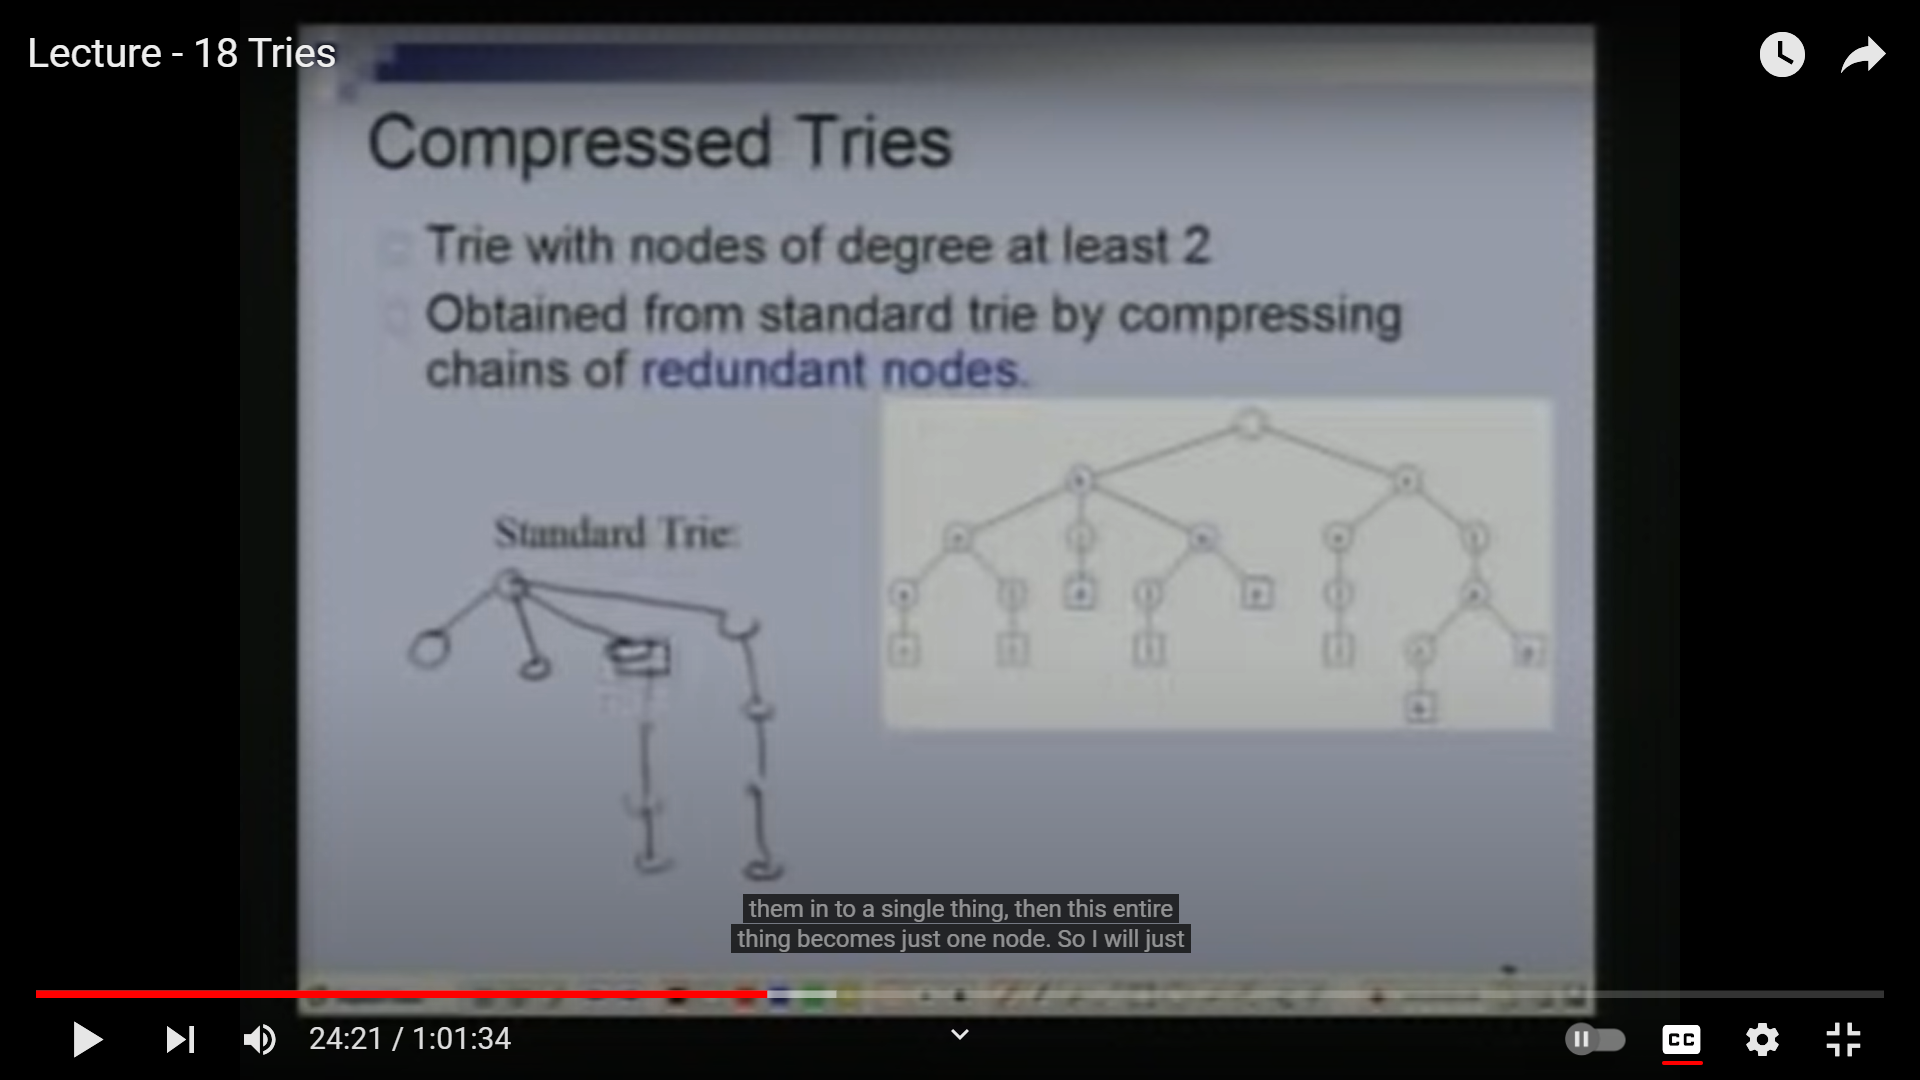 Lecture - 18 Tries
Compressed Tries
Trie with nodes of degree at least 2
Obtained from standard trie by compressing
chains of redundant nodes.
Standard Trie:
them in to a single thing, then this entire
thing becomes just one node. So I will just
24:21 / 1:01:34
CC